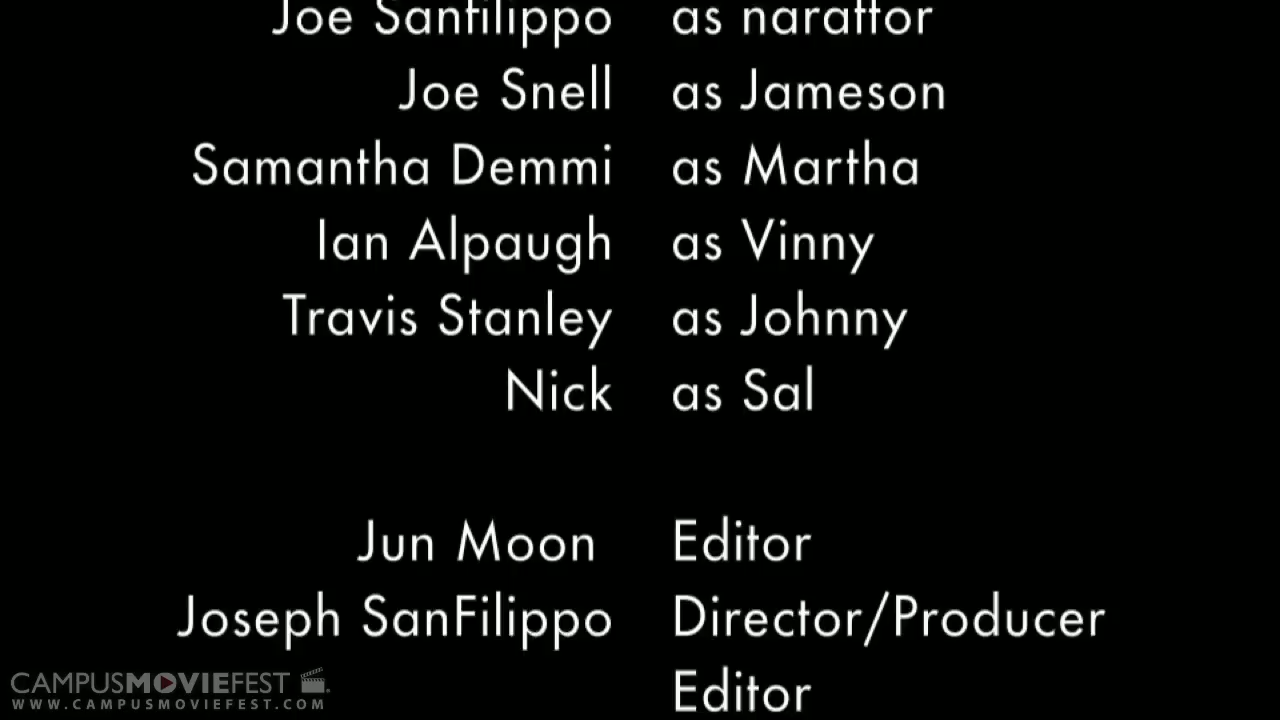 Joe Sanfilippo as narattor
Joe Snell as Jameson
Samantha Demmi as Martha
Ian Alpaugh as Vinny
Travis Stanley as Johnny
Nick as Sal
Jun Moon Editor
Joseph SanFilippo Director/Producer
Editor
CAMPUSMOVIEFEST
WWW.CAMPUSMOVIEFEST.COM